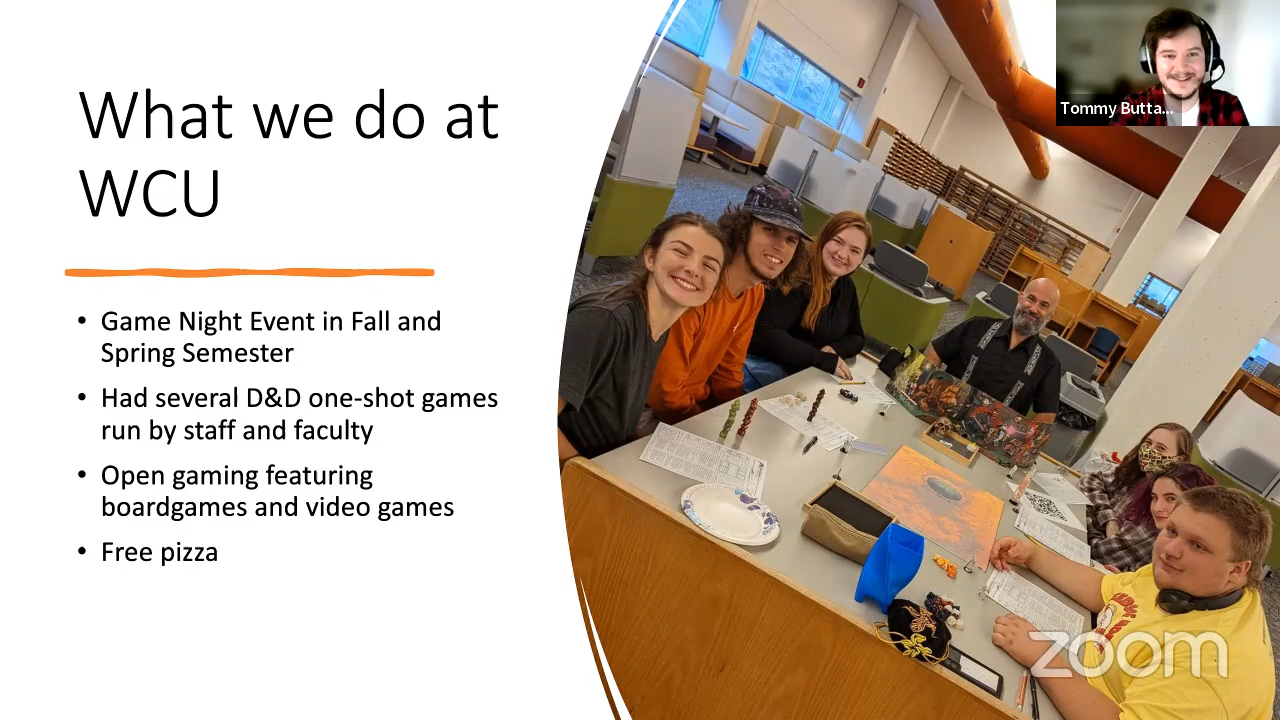 What we do at
WCU
• Game Night Event in Fall and
Spring Semester
• Had several D&D one-shot games
run by staff and faculty
• Open gaming featuring
boardgames and video games
• Free pizza
Tommy Butta...
zoom